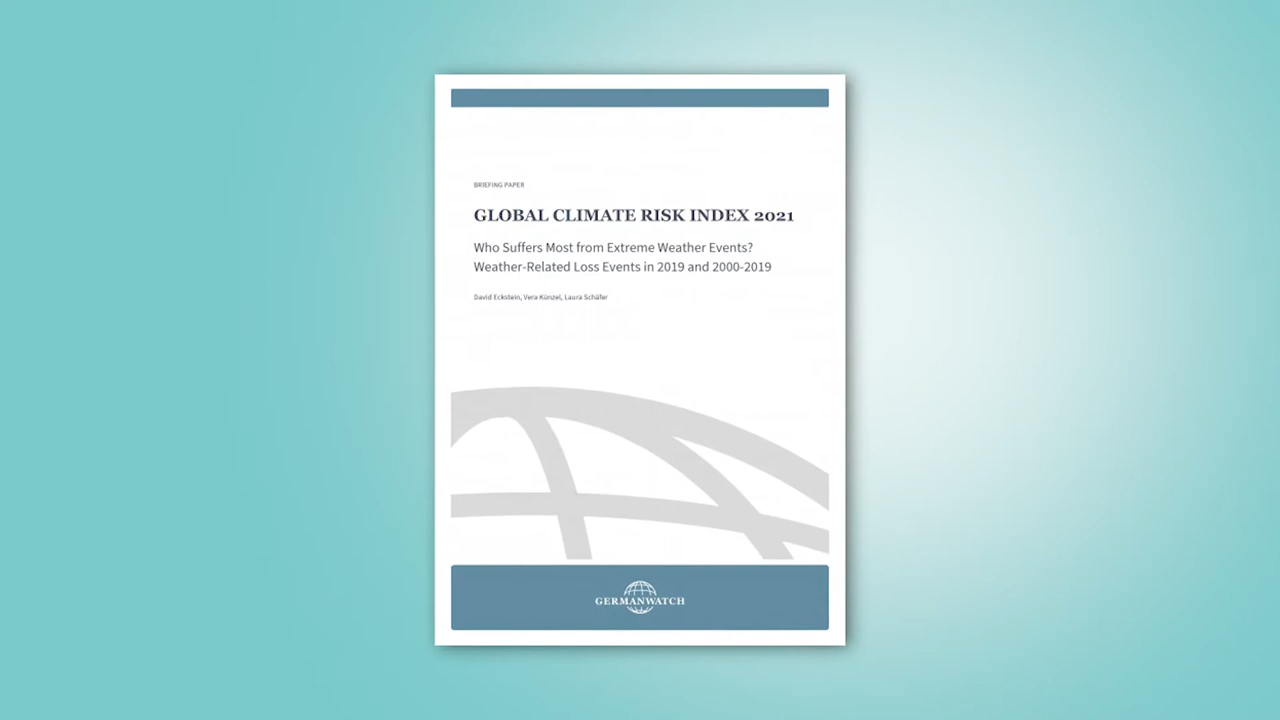 BRIEFING PAPER
GLOBAL CLIMATE RISK INDEX 2021
Who Suffers Most from Extreme Weather Events?
Weather-Related Loss Events in 2019 and 2000-2019
David Eckstein, Vera Künzel, Laura Schäfer
GERMANWATCH